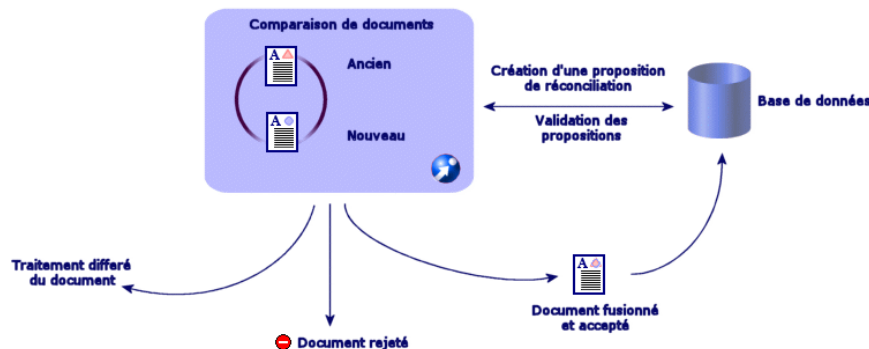 Comparaison de documents
A
Ancien
A
Nouveau
Création d'une proposition
de réconciliation
Validation des
propositions
Base de données
Traitement differé
du document
Document rejeté
A
Document fusionné
et accepté